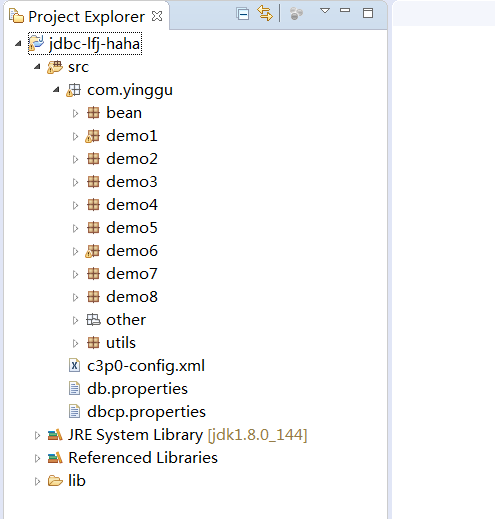 Project Explorer
jdbc-lfj-haha
src
com.yinggu
bean
demo1
demo2
demo3
demo4
demo5
demo6
demo7
demo8
other
utils
c3p0-config.xml
db.properties
dbcp.properties
JRE System Library [jdk1.8.0_144]
Referenced Libraries
lib